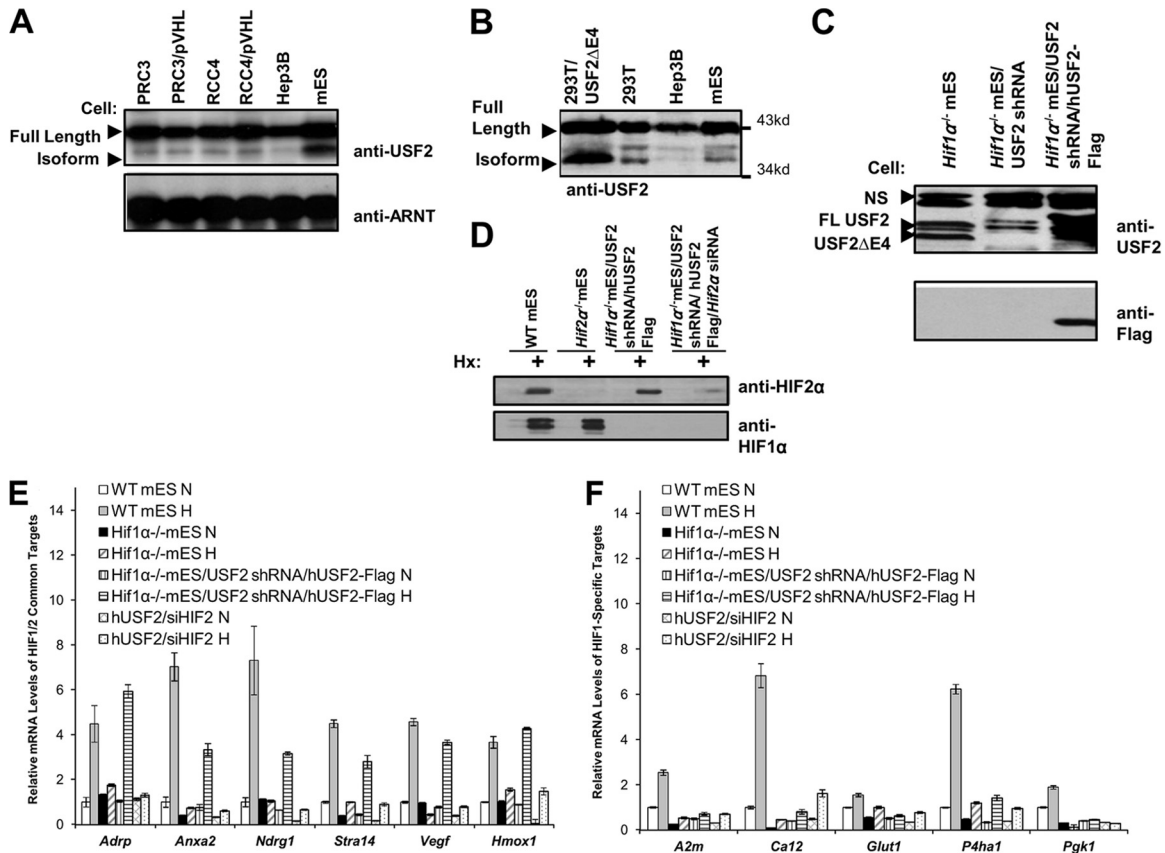 A
Cell:
PRC3
PRC3/pVHL
RCC4
RCC4/pVHL
Hep3B
mES
Full Length
Isoform
anti-USF2
anti-ARNT
B
293T/
USF2ΔE4
293T
Hep3B
mES
Full
Length
Isoform
43kd
34kd
anti-USF2
C
Cell:
Hif1α-/- mES
Hif1α-/- mES/
USF2 shRNA
Hif1α-/- mES/USF2
shRNA/hUSF2-
Flag
NS
FL USF2
USF2ΔE4
anti-
USF2
anti-
Flag
D
WT mES
Hif2α-/-mES
Hif1α-/-mES/USF2
shRNA/hUSF2
Flag
Hif1α-/-mES/USF2
shRNA/ hUSF2
Flag/Hif2α siRNA
Hx:
+
+
+
+
anti-HIF2α
anti-
HIF1α
E
Relative mRNA Levels of HIF1/2 Common Targets
14
12
10
8
6
4
2
0
WT mES N
WT mES H
Hif1α-/-mES N
Hif1α-/-mES H
Hif1α-/-mES/USF2 shRNA/hUSF2-Flag N
Hif1α-/-mES/USF2 shRNA/hUSF2-Flag H
hUSF2/siHIF2 N
hUSF2/siHIF2 H
Adrp
Anxa2
Ndrg1
Stra14
Vegf
Hmox1
F
Relative mRNA Levels of HIF1-Specific Targets
14
12
10
8
6
4
2
0
WT mES N
WT mES H
Hif1α-/-mES N
Hif1α-/-mES H
Hif1α-/-mES/USF2 shRNA/hUSF2-Flag N
Hif1α-/-mES/USF2 shRNA/hUSF2-Flag H
hUSF2/siHIF2 N
hUSF2/siHIF2 H
A2m
Ca12
Glut1
P4ha1
Pgk1